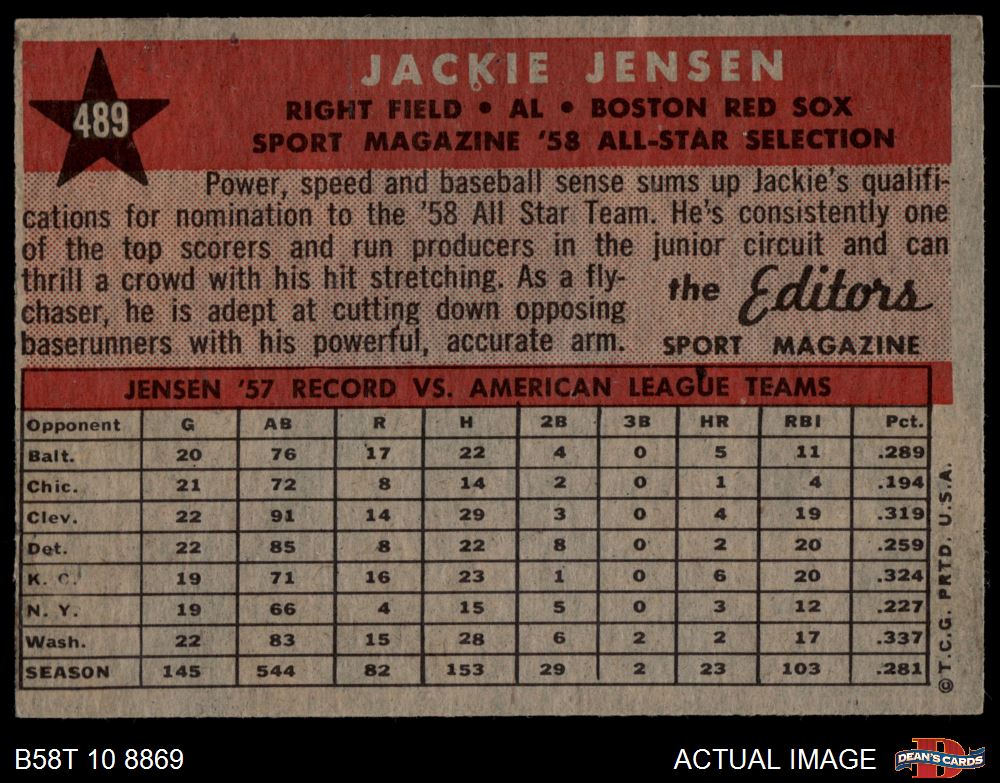 489
JACKIE JENSEN
RIGHT FIELD • AL • BOSTON RED SOX
SPORT MAGAZINE '58 ALL-STAR SELECTION
Power, speed and baseball sense sums up Jackie's qualifi-
cations for nomination to the '58 All Star Team. He's consistently one
of the top scorers and run producers in the junior circuit and can
thrill a crowd with his hit stretching. As a fly-
chaser, he is adept at cutting down opposing
baserunners with his powerful, accurate arm.
the Editors
SPORT MAGAZINE
JENSEN '57 RECORD VS. AMERICAN LEAGUE TEAMS
Opponent G AB R H 2B 3B HR RBI Pct.
Balt. 20 76 17 22 4 0 5 11 .289
Chic. 21 72 8 14 2 0 1 4 .194
Clev. 22 91 14 29 3 0 4 19 .319
Det. 22 85 8 22 8 0 2 20 .259
K. C. 19 71 16 23 1 0 6 20 .324
N. Y. 19 66 4 15 5 0 3 12 .227
Wash. 22 83 15 28 6 2 2 17 .337
SEASON 145 544 82 153 29 2 23 103 .281
© T.C.G. PRTD. U.S.A.
B58T 10 8869
ACTUAL IMAGE
D
DEAN'S CARDS